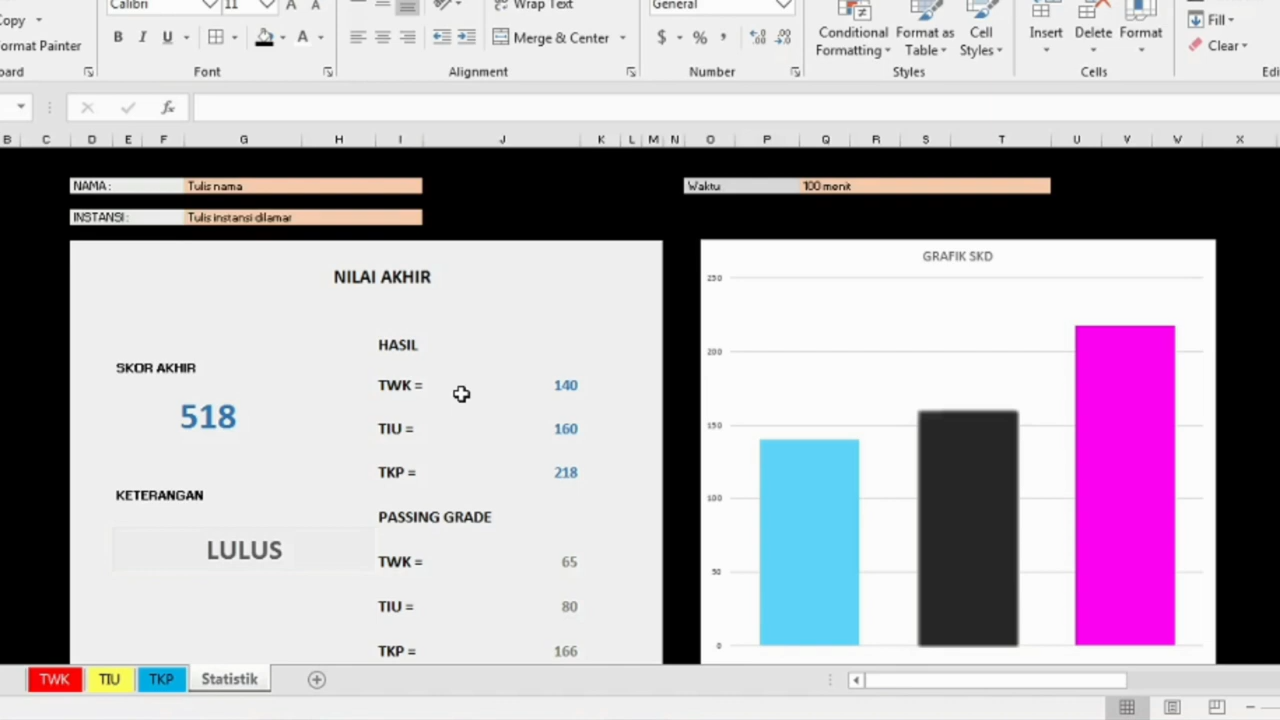 Copy
Calibri
11
A
A
Wrap Text
General
Format Painter
B I U
A
Merge & Center
$ % ,
Conditional Formatting
Format as Table
Cell Styles
Insert
Delete
Format
Fill
Clear
Font
Alignment
Number
Styles
Cells
fx
B C D E F G H I J K L M N O P Q R S T U V W X
NAMA :
Tulis nama
Waktu
100 menit
INSTANSI :
Tulis instansi dilamar
NILAI AKHIR
GRAFIK SKD
HASIL
SKOR AKHIR
TWK = 140
518
TIU = 160
TKP = 218
KETERANGAN
PASSING GRADE
LULUS
TWK = 65
TIU = 80
TKP = 166
250
200
150
100
50
0
TWK
TIU
TKP
Statistik